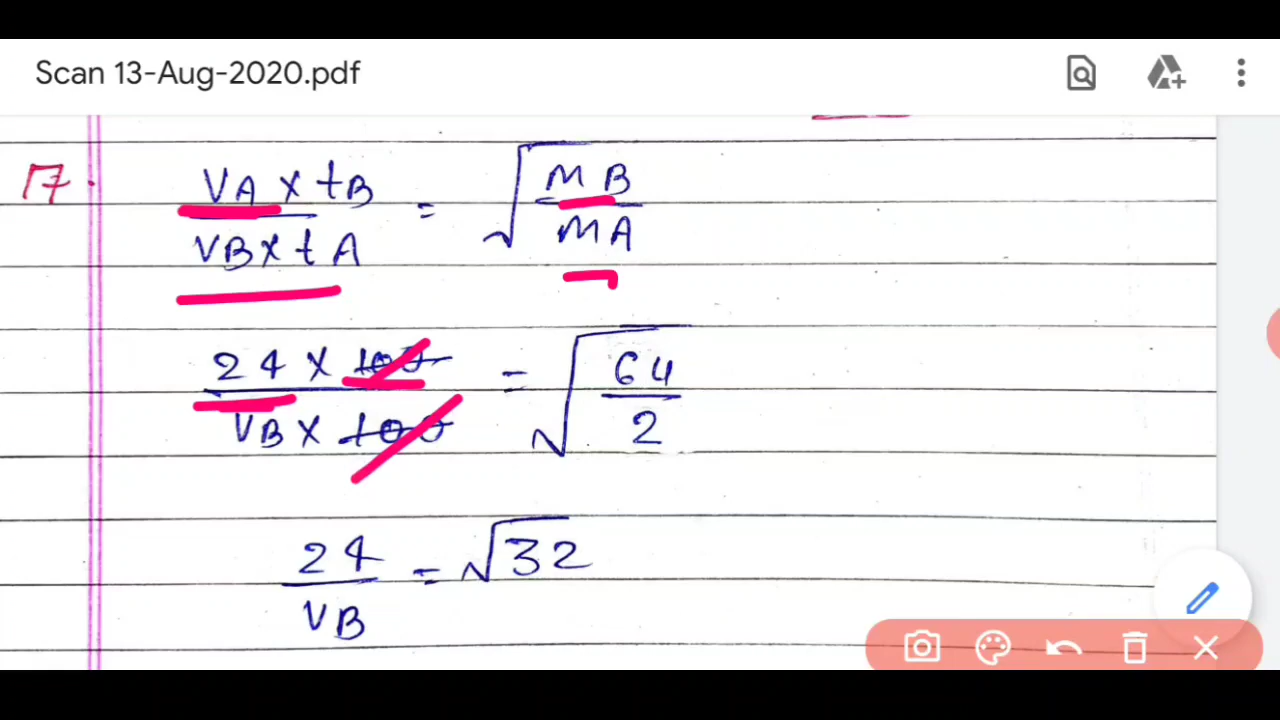 Scan 13-Aug-2020.pdf
17.
VA × tB / VB × tA = √(MB / MA)
24 × 100 / VB × 100 = √(64 / 2)
24 / VB = √32